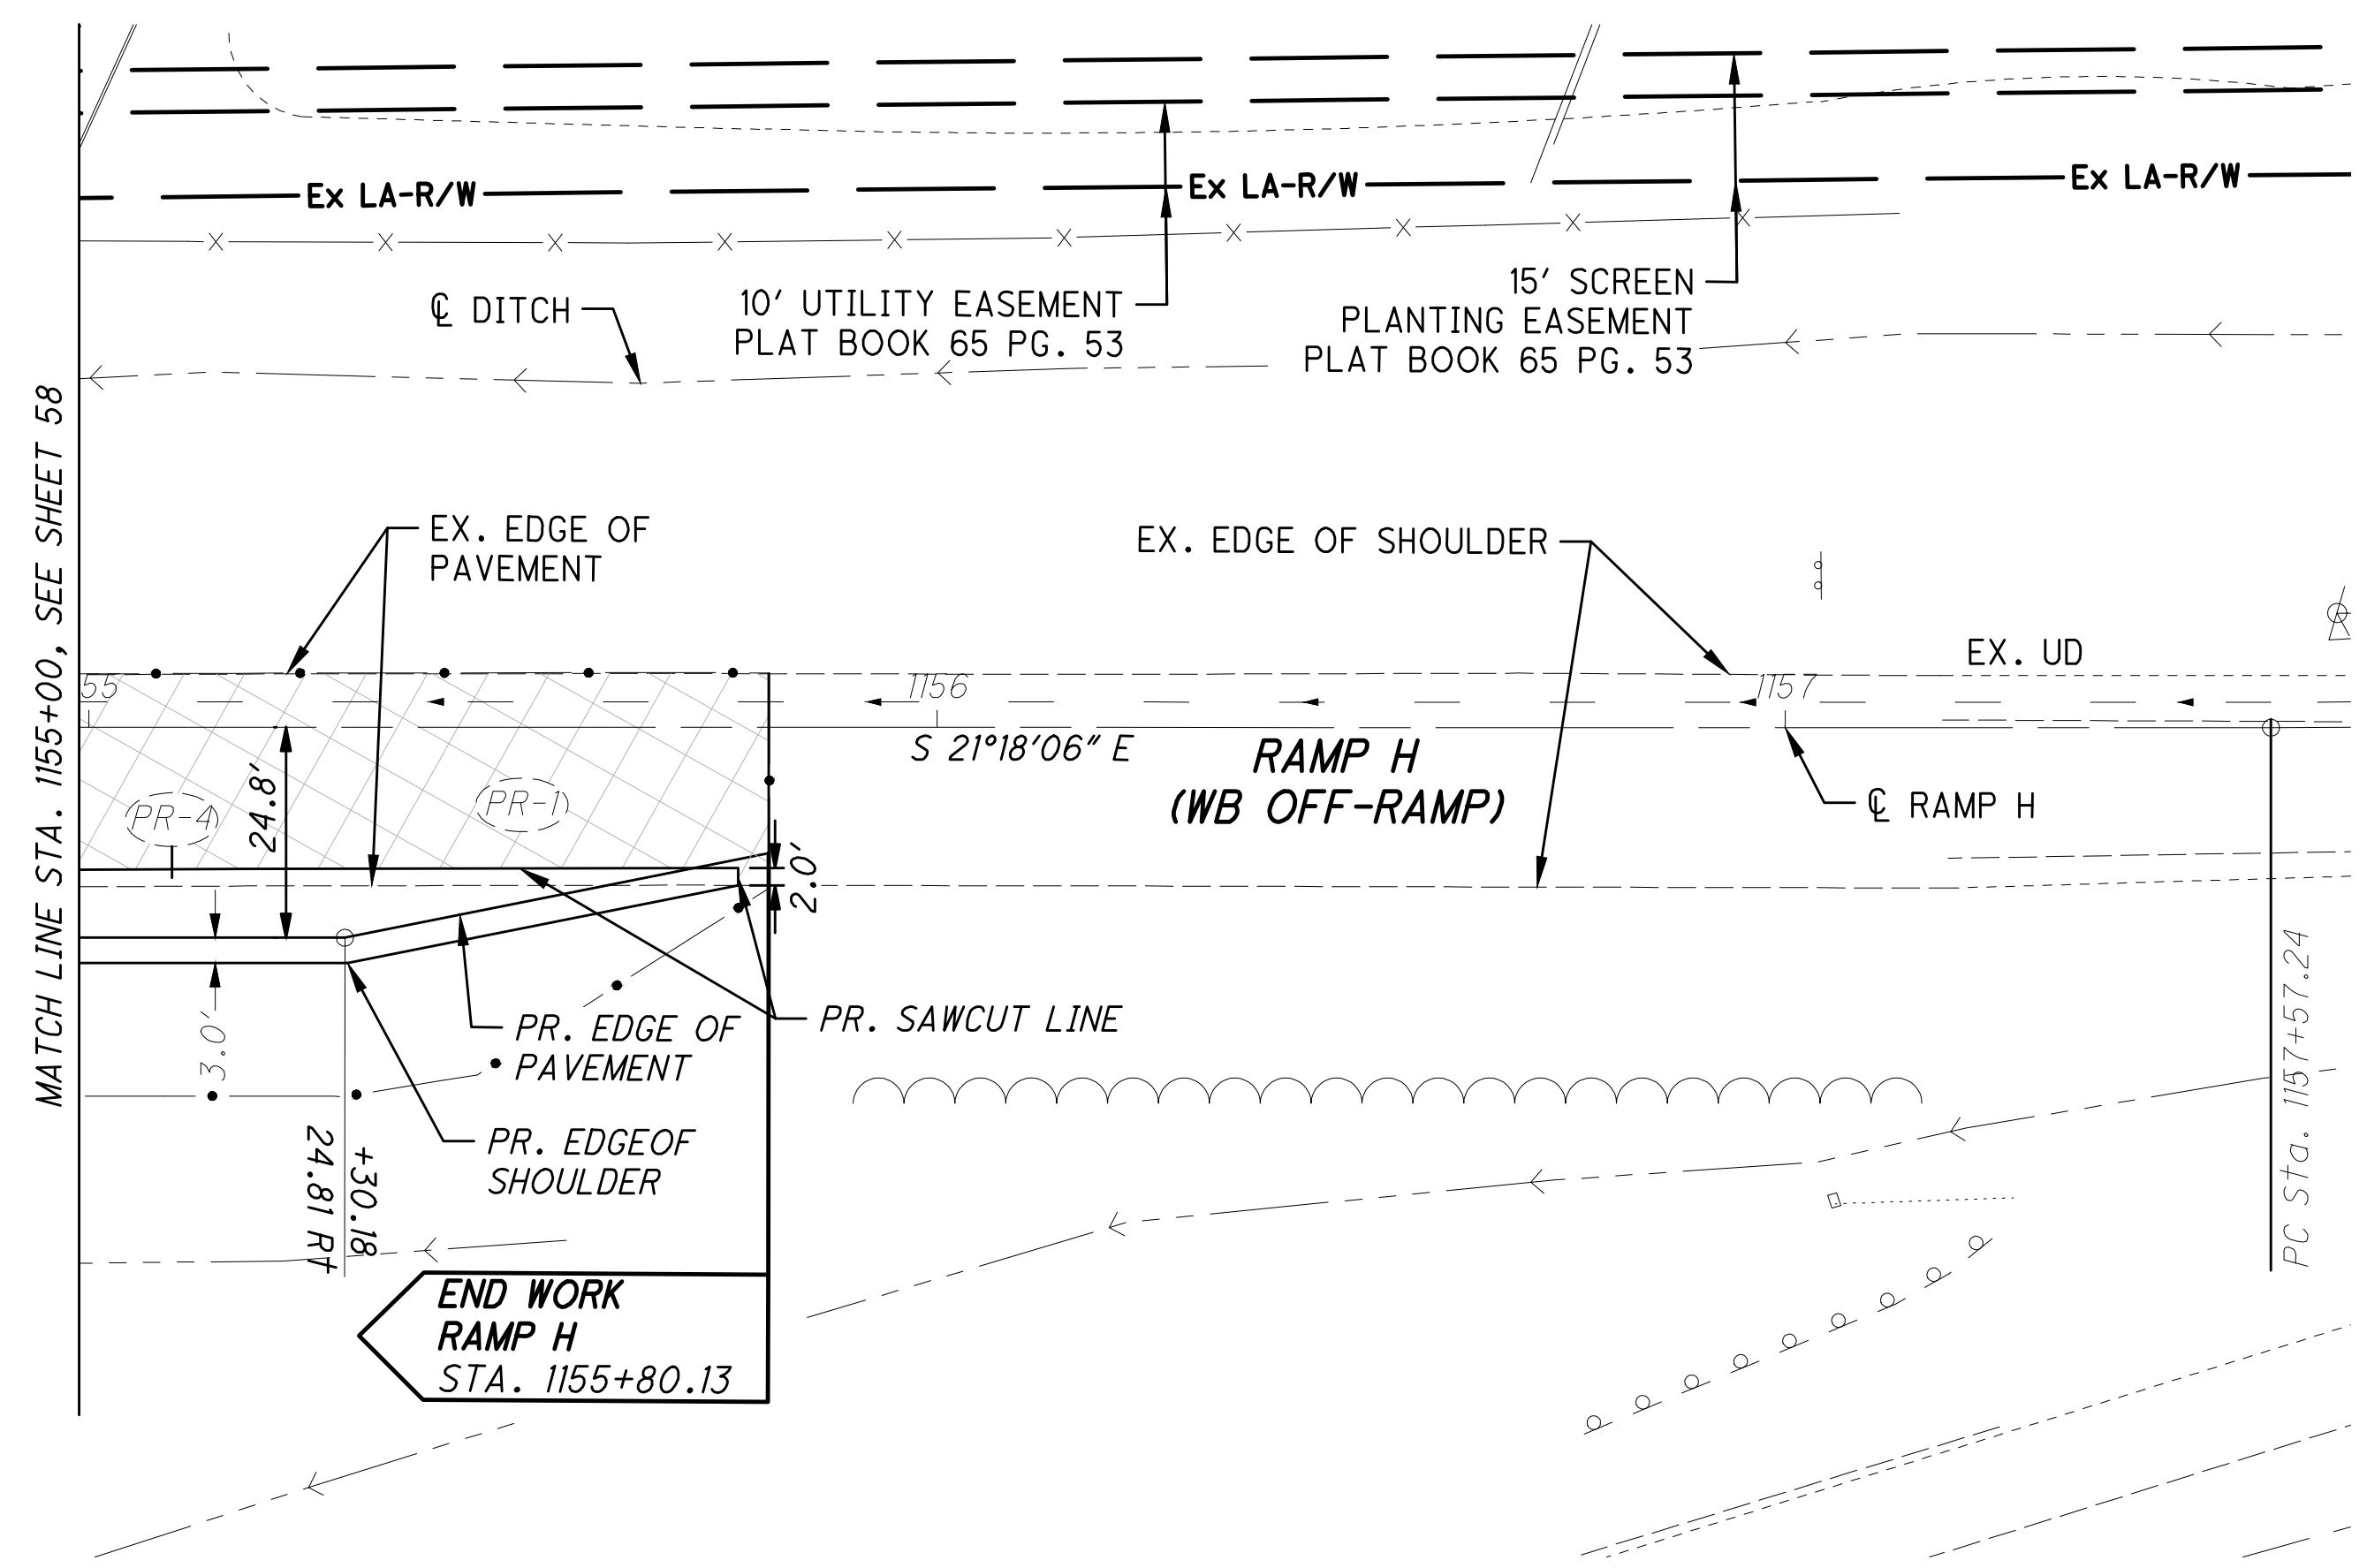 Ex LA-R/W
Ex LA-R/W
Ex LA-R/W
℄ DITCH
10' UTILITY EASEMENT
PLAT BOOK 65 PG. 53
15' SCREEN
PLANTING EASEMENT
PLAT BOOK 65 PG. 53
MATCH LINE STA. 1155+00, SEE SHEET 58
EX. EDGE OF
PAVEMENT
EX. EDGE OF SHOULDER
EX. UD
55
1156
1157
S 21°18'06" E
RAMP H
(WB OFF-RAMP)
℄ RAMP H
PR-4
24.8'
PR-1
2.0'
3.0'
PR. SAWCUT LINE
PR. EDGE OF
PAVEMENT
PR. EDGEOF
SHOULDER
+30.18
24.81 Rt
PC Sta. 1157+57.24
END WORK
RAMP H
STA. 1155+80.13